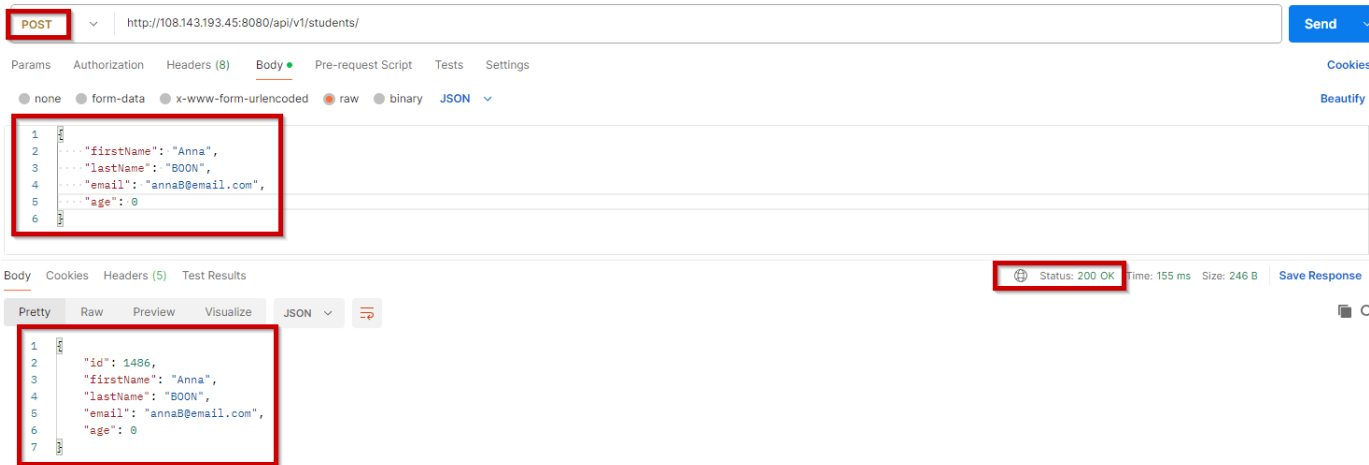 POST http://108.143.193.45:8080/api/v1/students/ Send
Params Authorization Headers (8) Body Pre-request Script Tests Settings Cookies
none form-data x-www-form-urlencoded raw binary JSON Beautify
1 {
2 "firstName": "Anna",
3 "lastName": "BOON",
4 "email": "annaB@email.com",
5 "age": 0
6 }
Body Cookies Headers (5) Test Results Status: 200 OK Time: 155 ms Size: 246 B Save Response
Pretty Raw Preview Visualize JSON
1 {
2 "id": 1486,
3 "firstName": "Anna",
4 "lastName": "BOON",
5 "email": "annaB@email.com",
6 "age": 0
7 }